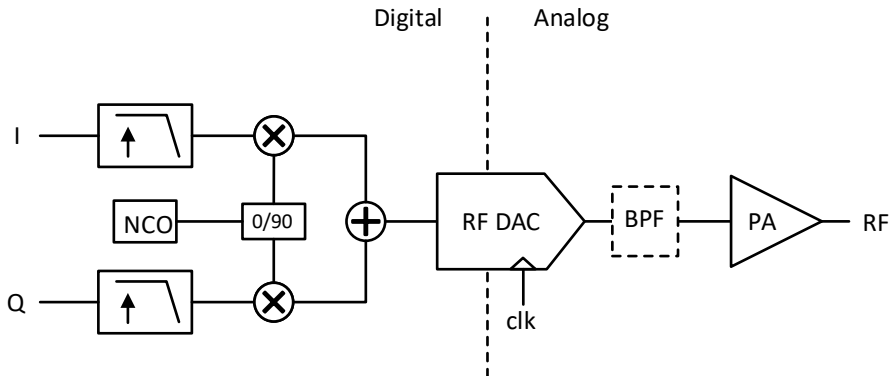 Digital
Analog
I
NCO
0/90
RF DAC
BPF
PA
RF
Q
clk